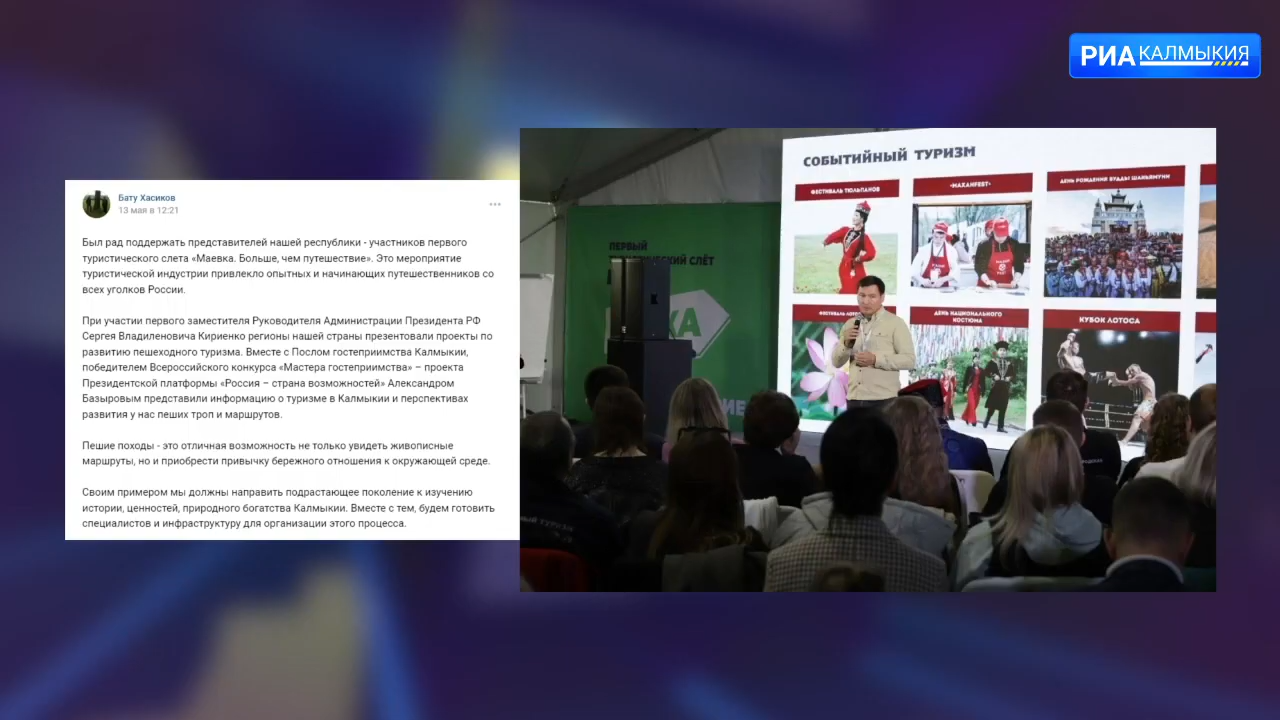 РИА КАЛМЫКИЯ
Бату Хасиков
13 мая в 12:21
Был рад поддержать представителей нашей республики - участников первого
туристического слета «Маевка. Больше, чем путешествие». Это мероприятие
туристической индустрии привлекло опытных и начинающих путешественников со
всех уголков России.
При участии первого заместителя Руководителя Администрации Президента РФ
Сергея Владиленовича Кириенко регионы нашей страны презентовали проекты по
развитию пешеходного туризма. Вместе с Послом гостеприимства Калмыкии,
победителем Всероссийского конкурса «Мастера гостеприимства» – проекта
Президентской платформы «Россия – страна возможностей» Александром
Базыровым представили информацию о туризме в Калмыкии и перспективах
развития у нас пеших троп и маршрутов.
Пешие походы - это отличная возможность не только увидеть живописные
маршруты, но и приобрести привычку бережного отношения к окружающей среде.
Своим примером мы должны направить подрастающее поколение к изучению
истории, ценностей, природного богатства Калмыкии. Вместе с тем, будем готовить
специалистов и инфраструктуру для организации этого процесса.
СОБЫТИЙНЫЙ ТУРИЗМ
ФЕСТИВАЛЬ ТЮЛЬПАНОВ
«МАХАНFEST»
ДЕНЬ РОЖДЕНИЯ БУДДЫ ШАКЬЯМУНИ
ФЕСТИВАЛЬ
ДЕНЬ НАЦИОНАЛЬНОГО
КОСТЮМА
КУБОК ЛОТОСА
ПЕРВЫЙ
СЛЁТ